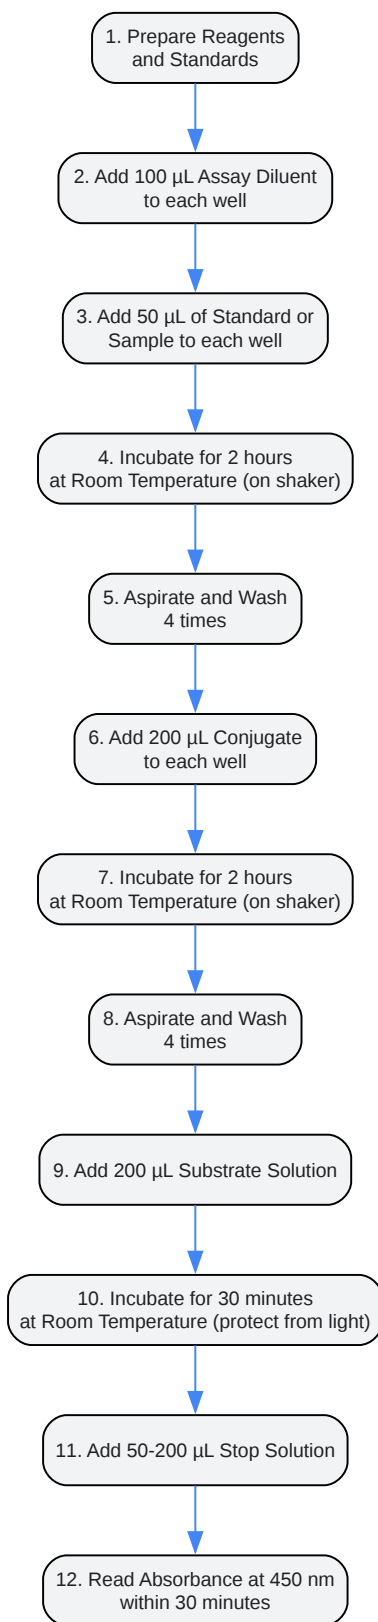 1. Prepare Reagents
and Standards
2. Add 100 µL Assay Diluent
to each well
3. Add 50 µL of Standard or
Sample to each well
4. Incubate for 2 hours
at Room Temperature (on shaker)
5. Aspirate and Wash
4 times
6. Add 200 µL Conjugate
to each well
7. Incubate for 2 hours
at Room Temperature (on shaker)
8. Aspirate and Wash
4 times
9. Add 200 µL Substrate Solution
10. Incubate for 30 minutes
at Room Temperature (protect from light)
11. Add 50-200 µL Stop Solution
12. Read Absorbance at 450 nm
within 30 minutes